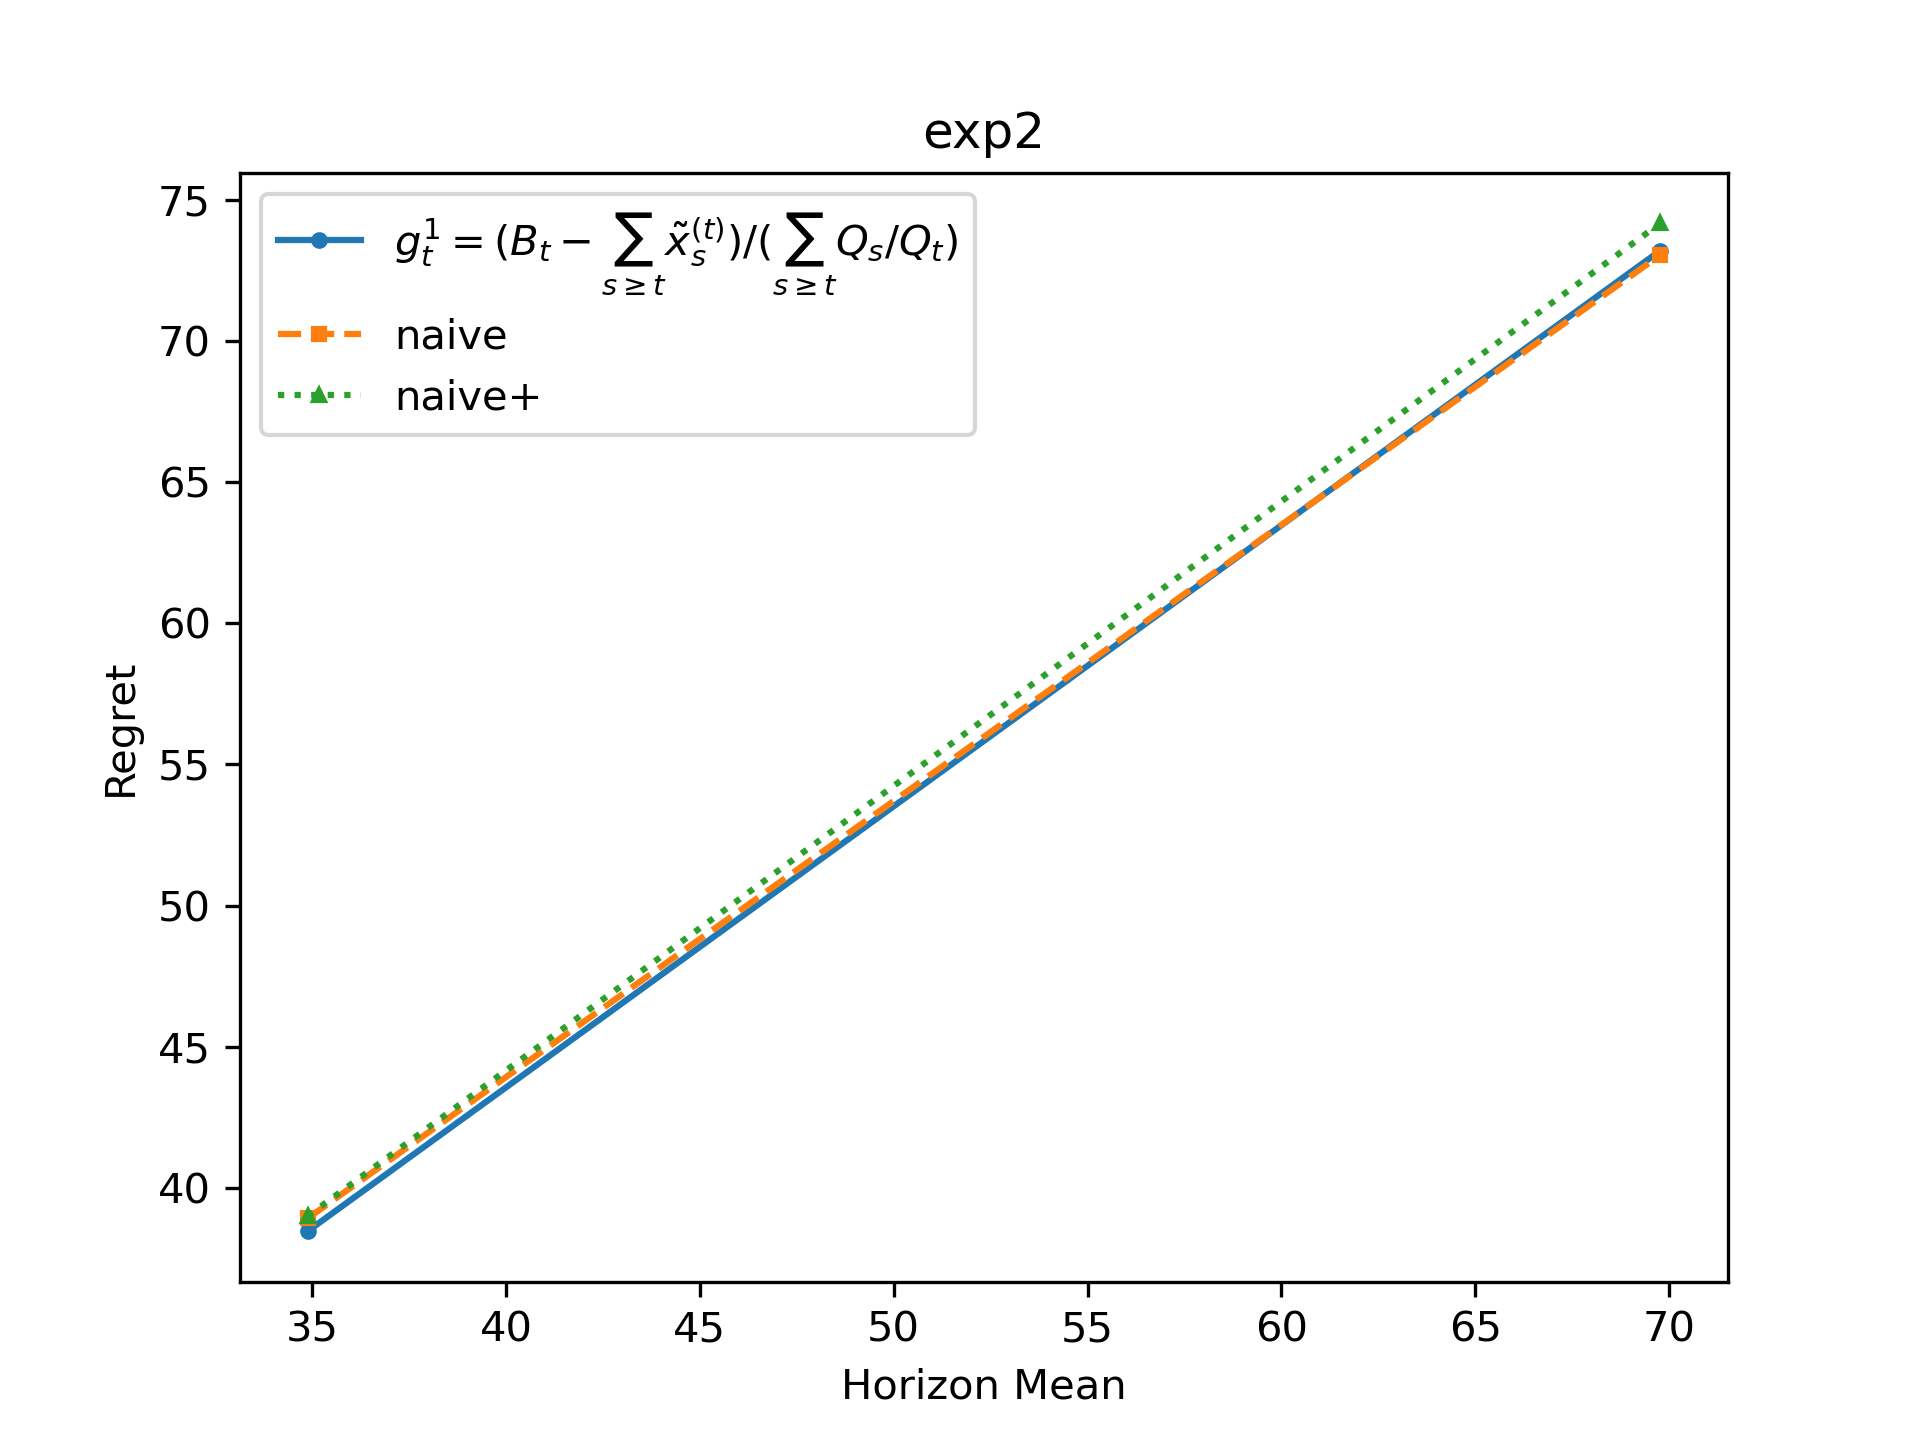 exp2
75
70
65
60
55
50
45
40
Regret
g_t^1 = (B_t − ∑_{s≥t} x̃_s^{(t)})/(∑_{s≥t} Q_s/Q_t)
naive
naive+
35 40 45 50 55 60 65 70
Horizon Mean